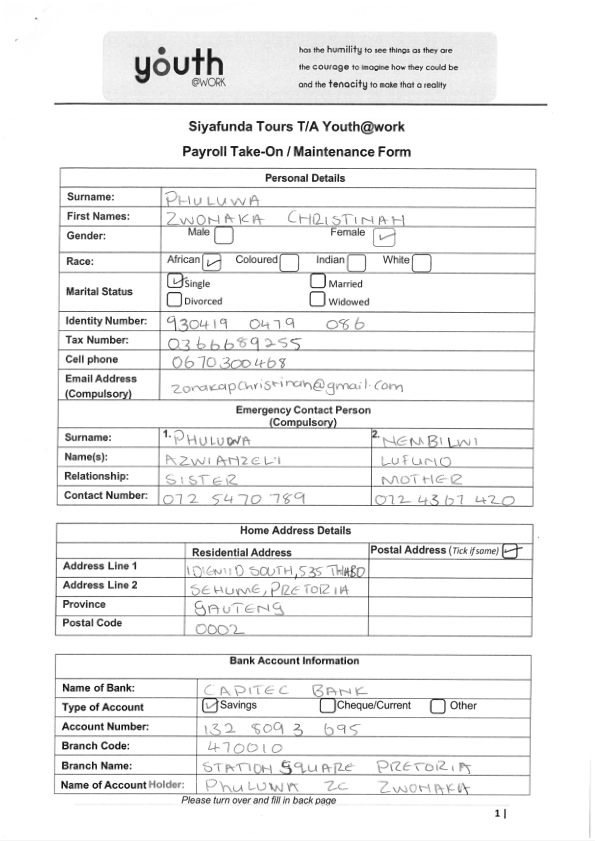 youth
@WORK
has the humility to see things as they are
the courage to imagine how they could be
and the tenacity to make that a reality
Siyafunda Tours T/A Youth@work
Payroll Take-On / Maintenance Form
Personal Details
Surname: PHULUWA
First Names: ZWONAKA CHRISTINAH
Gender: Male Female
Race: African Coloured Indian White
Marital Status Single Married
Divorced Widowed
Identity Number: 930419 0479 086
Tax Number: 0366689255
Cell phone 0670300468
Email Address
(Compulsory) zonakapchristinah@gmail.com
Emergency Contact Person
(Compulsory)
Surname: 1. PHULUWA 2. NEMBILWI
Name(s): AZWIANZELI LUFUNO
Relationship: SISTER MOTHER
Contact Number: 072 5470 789 072 4367 420
Home Address Details
Residential Address Postal Address (Tick if same)
Address Line 1 SOUTH, 535 THABO
Address Line 2 SEHUME, PRETORIA
Province GAUTENG
Postal Code 0002
Bank Account Information
Name of Bank: CAPITEC BANK
Type of Account Savings Cheque/Current Other
Account Number: 132 8093 695
Branch Code: 470010
Branch Name: STATION SQUARE PRETORIA
Name of Account Holder: PHULUWA ZC ZWONAKA
Please turn over and fill in back page
1 |